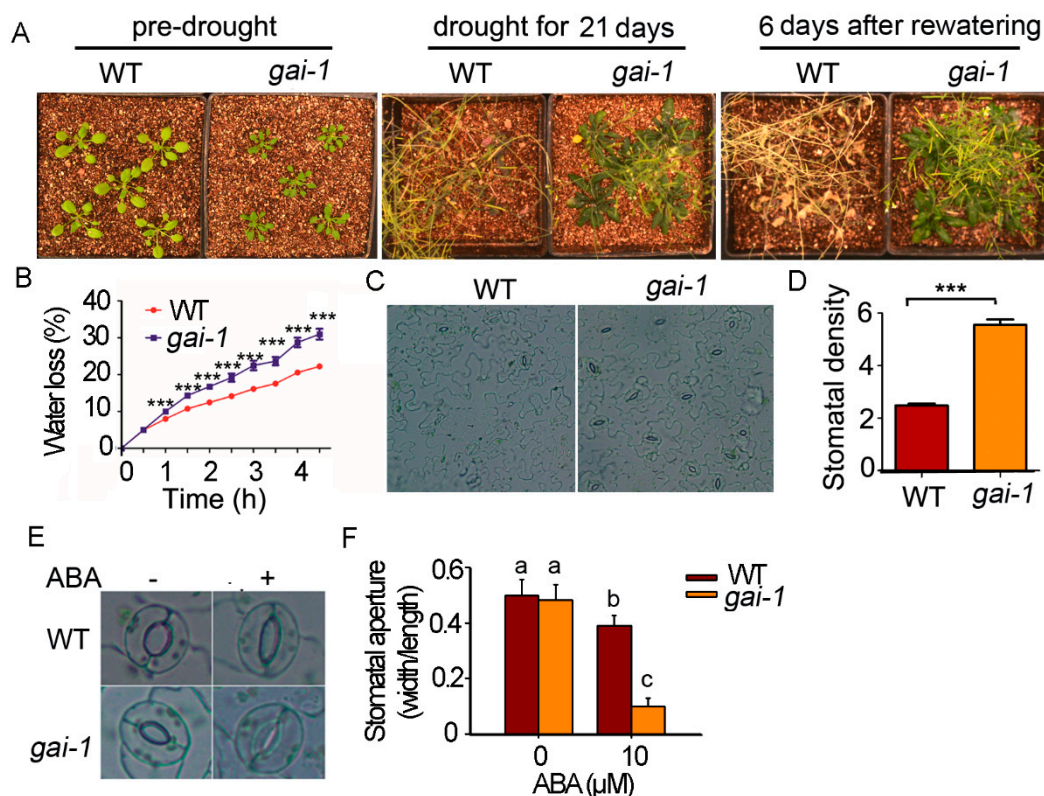 A
pre-drought
drought for 21 days
6 days after rewatering
WT gai-1
WT gai-1
WT gai-1
B
Water loss (%)
40
30
20
10
0
WT
gai-1
*** *** *** *** *** *** *** ***
0 1 2 3 4
Time (h)
C
WT gai-1
D
Stomatal density
6
4
2
0
***
WT gai-1
E
ABA - +
WT
gai-1
F
Stomatal aperture
(width/length)
0.6
0.4
0.2
0
a a b c
WT
gai-1
0 10
ABA (µM)